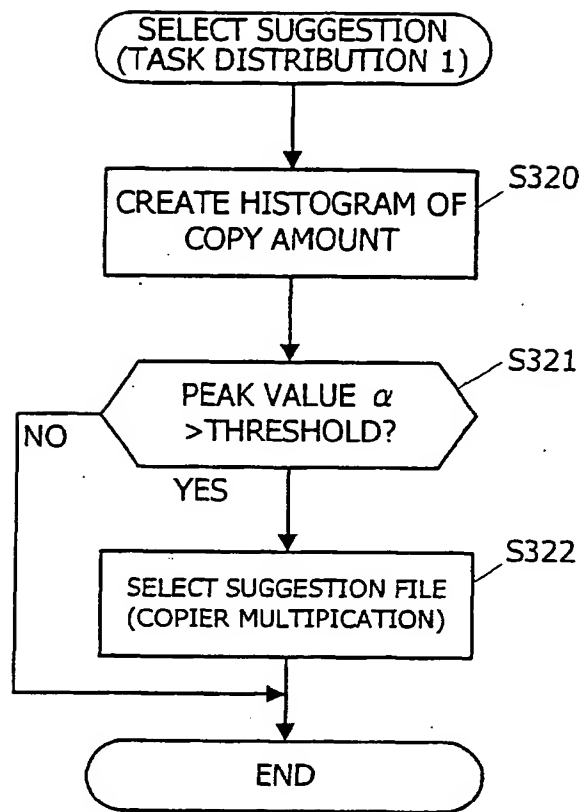 SELECT SUGGESTION
(TASK DISTRIBUTION 1)
S320
CREATE HISTOGRAM OF
COPY AMOUNT
S321
PEAK VALUE α
>THRESHOLD?
NO
YES
S322
SELECT SUGGESTION FILE
(COPIER MULTIPICATION)
END